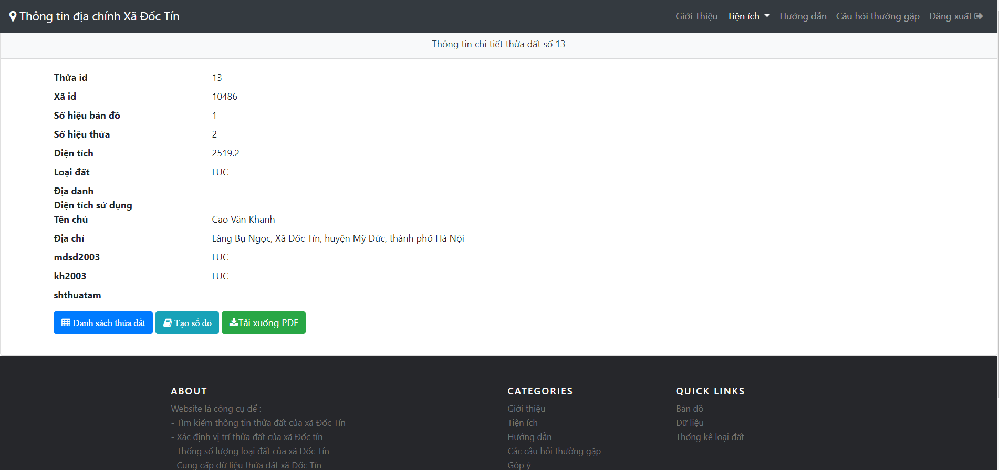 Thông tin địa chính Xã Đốc Tín
Giới Thiệu Tiện ích Hướng dẫn Câu hỏi thường gặp Đăng xuất
Thông tin chi tiết thửa đất số 13
Thửa id 13
Xã id 10486
Số hiệu bản đồ 1
Số hiệu thửa 2
Diện tích 2519.2
Loại đất LUC
Địa danh
Diện tích sử dụng
Tên chủ Cao Văn Khanh
Địa chỉ Làng Bụ Ngọc, Xã Đốc Tín, huyện Mỹ Đức, thành phố Hà Nội
mdsd2003 LUC
kh2003 LUC
shthuatam
Danh sách thửa đất Tạo sổ đỏ Tải xuống PDF
ABOUT
Website là công cụ để :
- Tìm kiếm thông tin thửa đất của xã Đốc Tín
- Xác định vị trí thửa đất của xã Đốc tín
- Thống số lượng loại đất của xã Đốc Tín
- Cung cấp dữ liệu thửa đất xã Đốc Tín
CATEGORIES
Giới thiệu
Tiện ích
Hướng dẫn
Các câu hỏi thường gặp
Góp ý
QUICK LINKS
Bản đồ
Dữ liệu
Thống kê loại đất